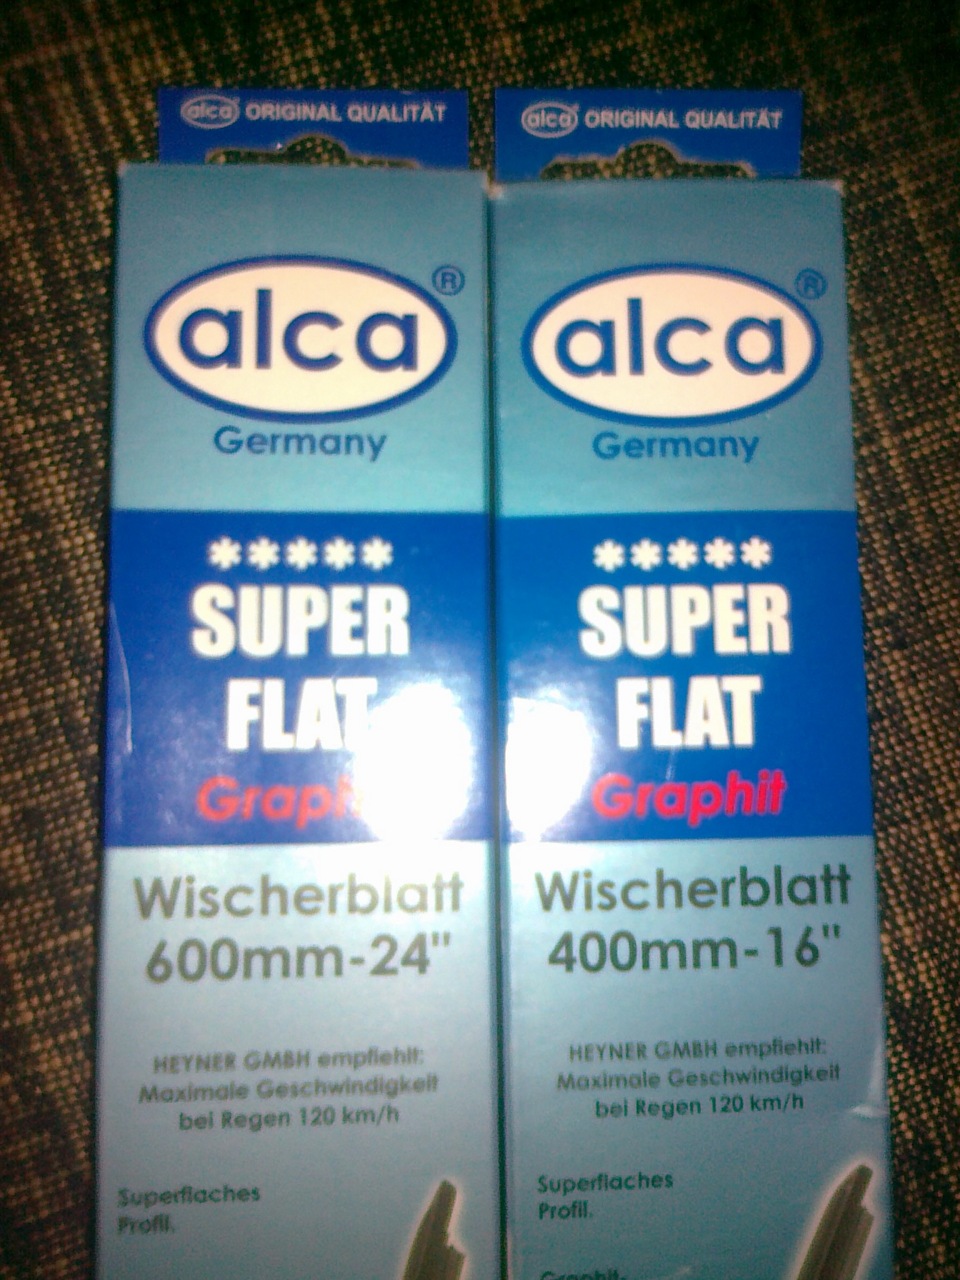 alca ORIGINAL QUALITÄT
alca®
Germany
*****
SUPER
FLAT
Graph
Wischerblatt
600mm-24"
HEYNER GMBH empfiehlt:
Maximale Geschwindigkeit
bei Regen 120 km/h
Superflaches
Profil.
alca ORIGINAL QUALITÄT
alca®
Germany
*****
SUPER
FLAT
Graphit
Wischerblatt
400mm-16"
HEYNER GMBH empfiehlt:
Maximale Geschwindigkeit
bei Regen 120 km/h
Superflaches
Profil.
Graphit-